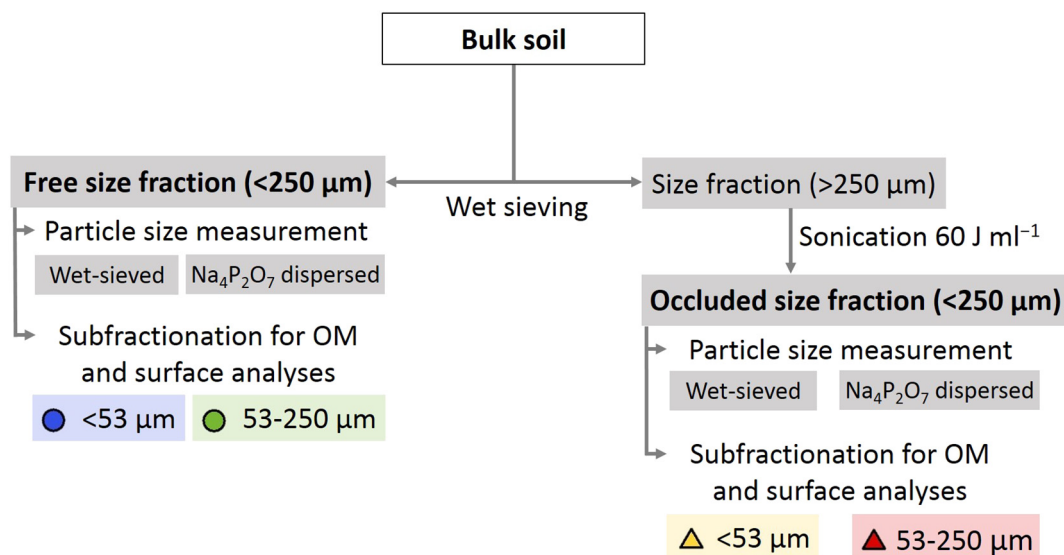 Bulk soil
Wet sieving
Free size fraction (<250 µm)
Particle size measurement
Wet-sieved
Na₄P₂O₇ dispersed
Subfractionation for OM
and surface analyses
<53 µm
53-250 µm
Size fraction (>250 µm)
Sonication 60 J ml⁻¹
Occluded size fraction (<250 µm)
Particle size measurement
Wet-sieved
Na₄P₂O₇ dispersed
Subfractionation for OM
and surface analyses
<53 µm
53-250 µm